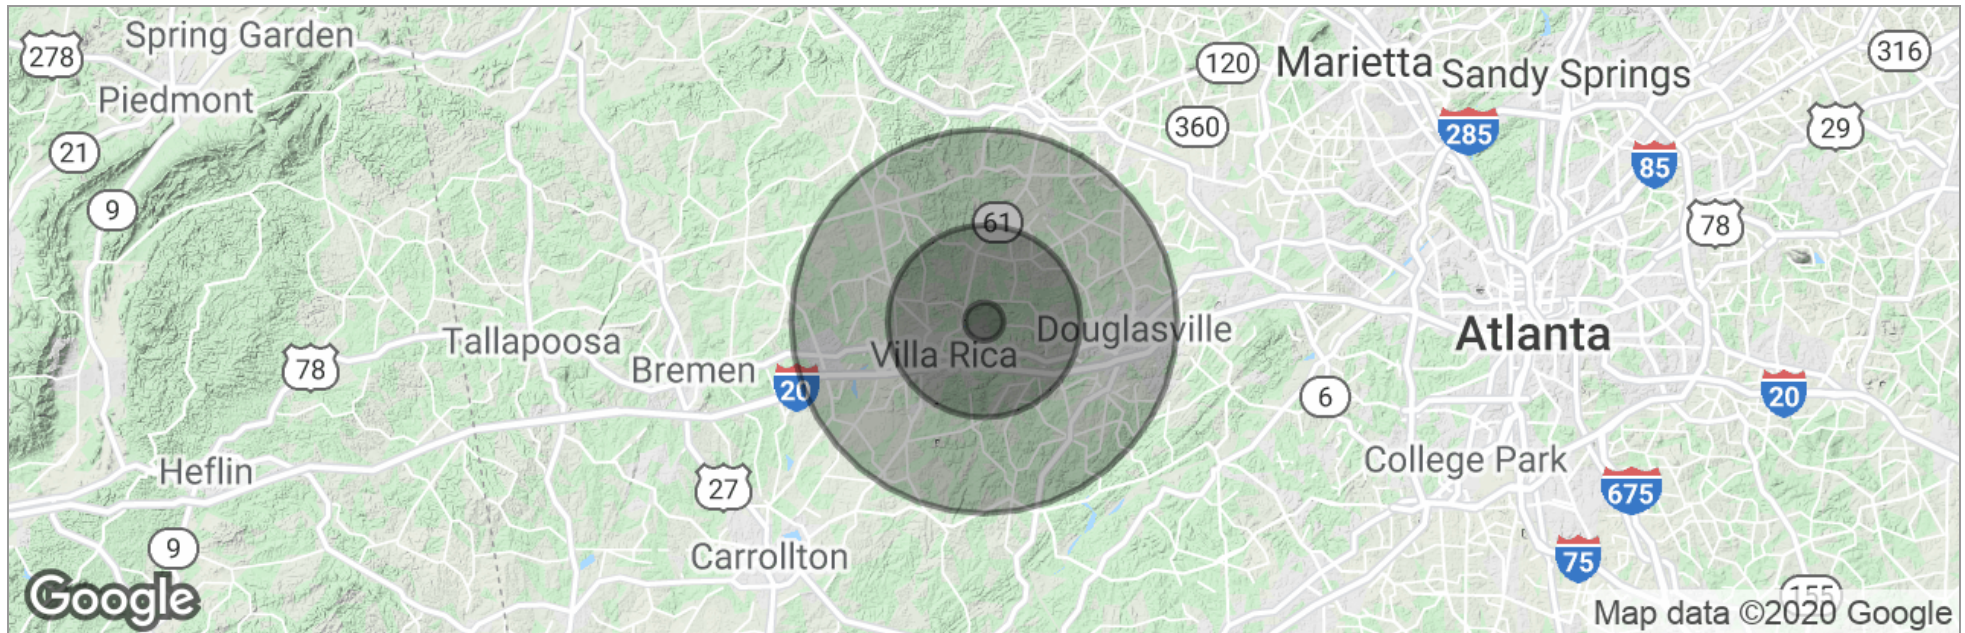 Spring Garden
278
Piedmont
21
9
120
Marietta
Sandy Springs
316
360
285
85
29
78
61
Tallapoosa
Bremen
78
20
Villa Rica
Douglasville
Atlanta
6
20
Heflin
27
College Park
675
9
Carrollton
75
155
Google
Map data ©2020 Google